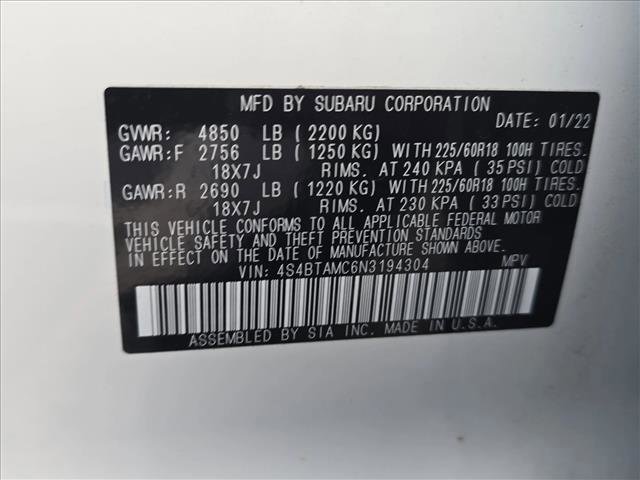 MFD BY SUBARU CORPORATION
DATE: 01/22
GVWR: 4850 LB (2200 KG)
GAWR:F 2756 LB (1250 KG) WITH 225/60R18 100H TIRES.
18X7J RIMS. AT 240 KPA (35 PSI) COLD
GAWR:R 2690 LB (1220 KG) WITH 225/60R18 100H TIRES.
18X7J RIMS. AT 230 KPA (33 PSI) COLD
THIS VEHICLE CONFORMS TO ALL APPLICABLE FEDERAL MOTOR
VEHICLE SAFETY AND THEFT PREVENTION STANDARDS IN EFFECT
ON THE DATE OF MANUFACTURE SHOWN ABOVE.
VIN: 4S4BTAMC6N3194304 MPV
ASSEMBLED BY SIA INC. MADE IN U.S.A.